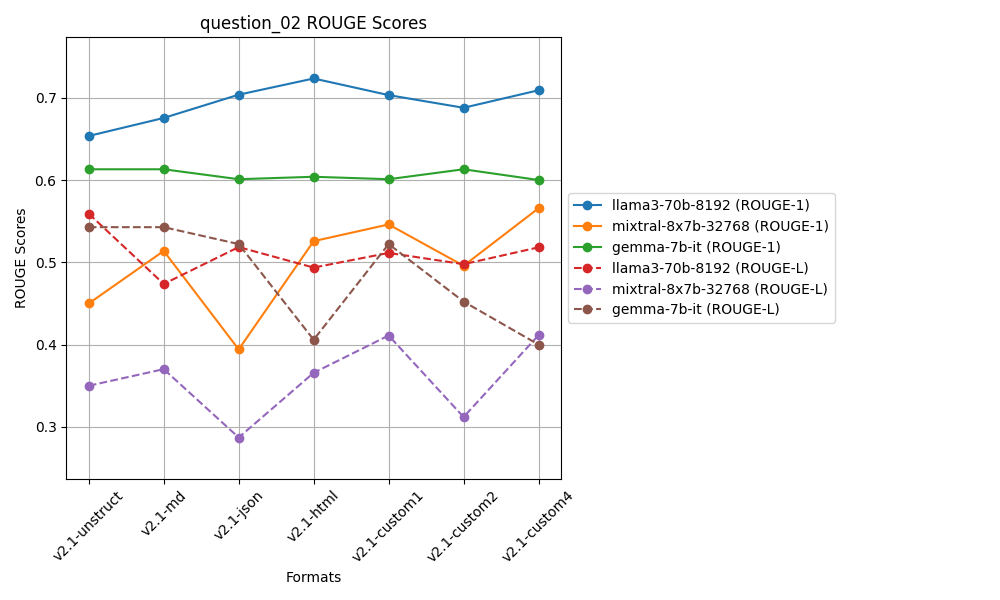 question_02 ROUGE Scores
ROUGE Scores
0.7
0.6
0.5
0.4
0.3
v2.1-unstruct
v2.1-md
v2.1-json
v2.1-html
v2.1-custom1
v2.1-custom2
v2.1-custom4
Formats
llama3-70b-8192 (ROUGE-1)
mixtral-8x7b-32768 (ROUGE-1)
gemma-7b-it (ROUGE-1)
llama3-70b-8192 (ROUGE-L)
mixtral-8x7b-32768 (ROUGE-L)
gemma-7b-it (ROUGE-L)